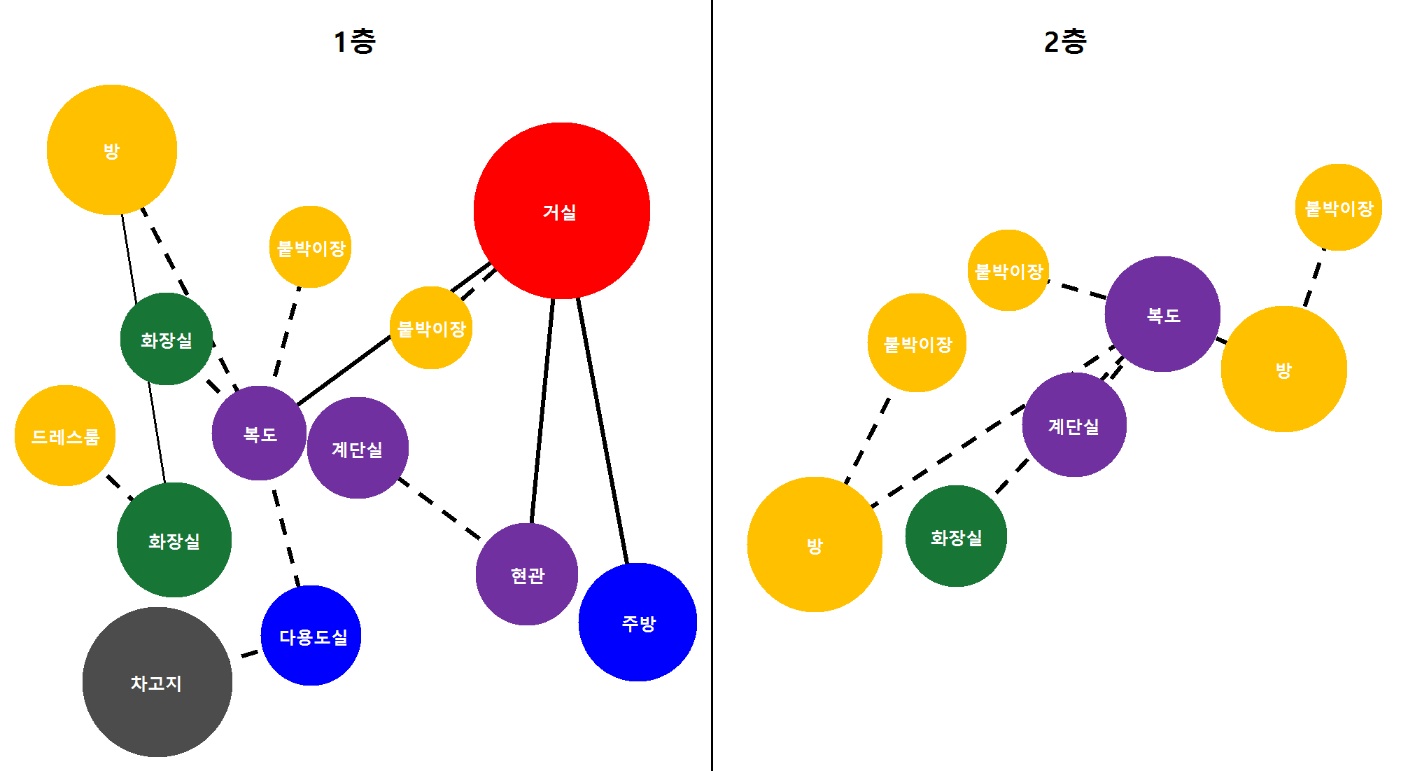 1층
방
거실
붙박이장
붙박이장
화장실
드레스룸
복도
계단실
화장실
현관
주방
다용도실
차고지
2층
붙박이장
붙박이장
복도
붙박이장
방
계단실
화장실
방